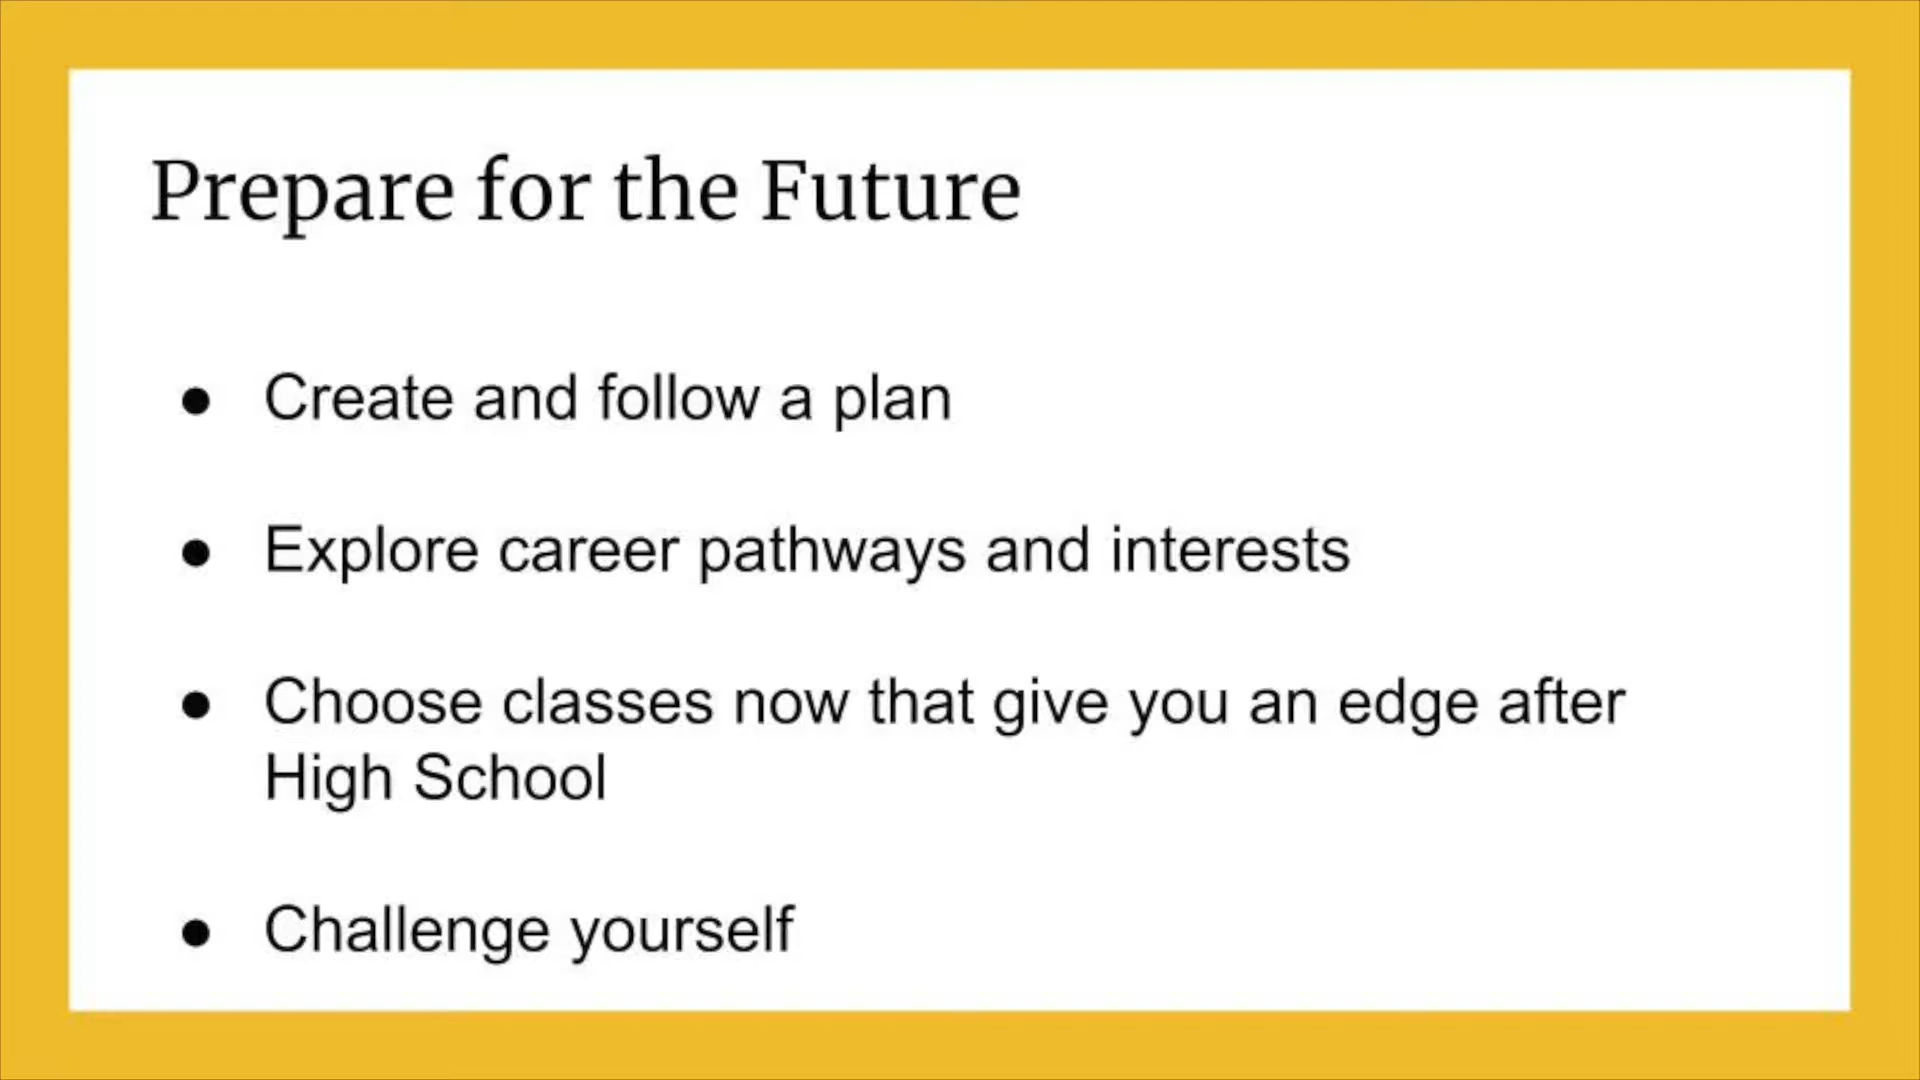 Prepare for the Future
● Create and follow a plan
● Explore career pathways and interests
● Choose classes now that give you an edge after
High School
● Challenge yourself